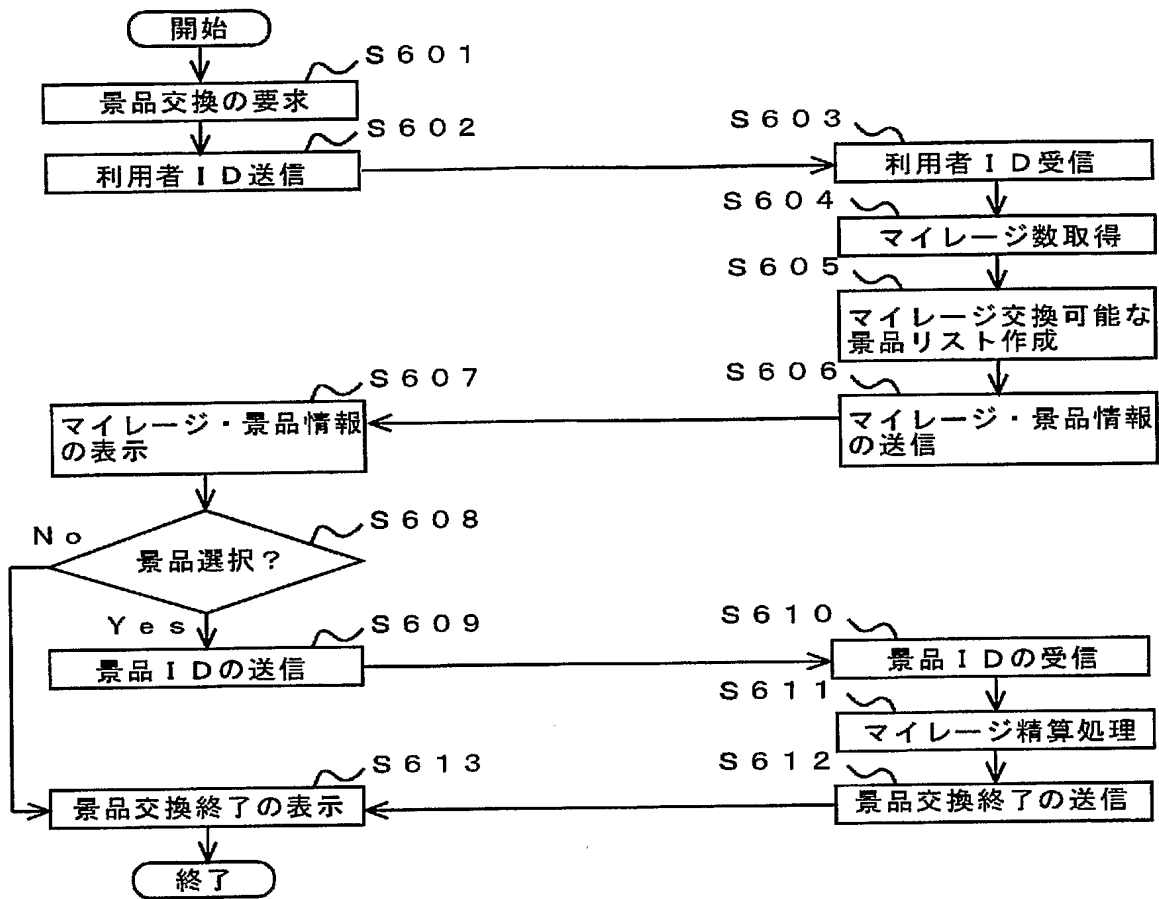 開始
S601
景品交換の要求
S602
利用者ID送信
S603
利用者ID受信
S604
マイレージ数取得
S605
マイレージ交換可能な
景品リスト作成
S606
マイレージ・景品情報
の送信
S607
マイレージ・景品情報
の表示
S608
景品選択?
No
Yes
S609
景品IDの送信
S610
景品IDの受信
S611
マイレージ精算処理
S612
景品交換終了の送信
S613
景品交換終了の表示
終了